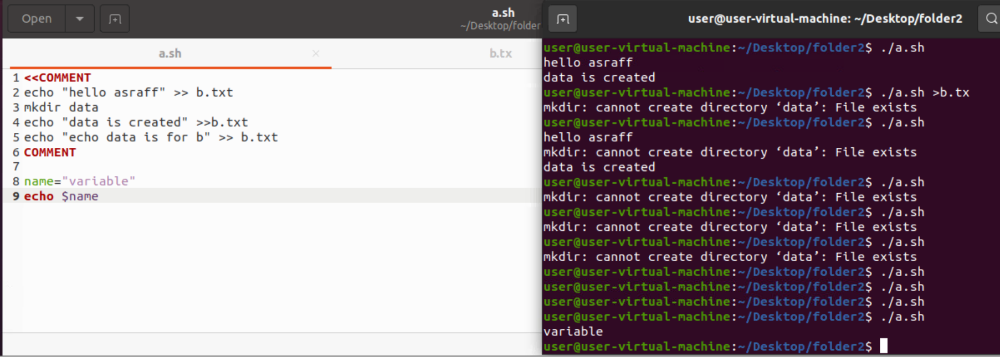 Open
a.sh
~/Desktop/folder
a.sh
b.tx
1 <<COMMENT
2 echo "hello asraff" >> b.txt
3 mkdir data
4 echo "data is created" >>b.txt
5 echo "echo data is for b" >> b.txt
6 COMMENT
7
8 name="variable"
9 echo $name
user@user-virtual-machine: ~/Desktop/folder2
user@user-virtual-machine:~/Desktop/folder2$ ./a.sh
hello asraff
data is created
user@user-virtual-machine:~/Desktop/folder2$ ./a.sh >b.tx
mkdir: cannot create directory ‘data’: File exists
user@user-virtual-machine:~/Desktop/folder2$ ./a.sh
hello asraff
mkdir: cannot create directory ‘data’: File exists
data is created
user@user-virtual-machine:~/Desktop/folder2$ ./a.sh
mkdir: cannot create directory ‘data’: File exists
user@user-virtual-machine:~/Desktop/folder2$ ./a.sh
mkdir: cannot create directory ‘data’: File exists
user@user-virtual-machine:~/Desktop/folder2$ ./a.sh
mkdir: cannot create directory ‘data’: File exists
user@user-virtual-machine:~/Desktop/folder2$ ./a.sh
user@user-virtual-machine:~/Desktop/folder2$ ./a.sh
user@user-virtual-machine:~/Desktop/folder2$ ./a.sh
user@user-virtual-machine:~/Desktop/folder2$ ./a.sh
variable
user@user-virtual-machine:~/Desktop/folder2$